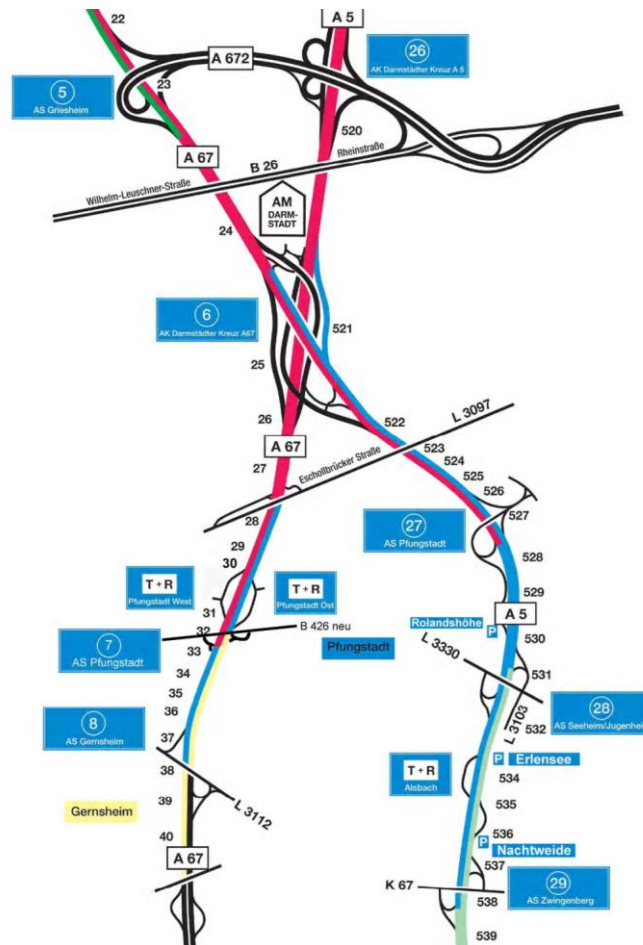 22
A 5
26
AK Darmstädter Kreuz A 5
A 672
5
AS Griesheim
23
520
A 67
Rheinstraße
B 26
Wilhelm-Leuschner-Straße
AM
DARM-
STADT
24
6
AK Darmstädter Kreuz A67
521
25
26
522
L 3097
A 67
523
27
Eschollbrücker Straße
524
525
526
28
27
AS Pfungstadt
527
29
528
30
T + R
Pfungstadt West
T + R
Pfungstadt Ost
529
31
A 5
Rolandshöhe
P
530
32
B 426 neu
7
AS Pfungstadt
33
Pfungstadt
L 3330
531
34
35
28
AS Seeheim/Jugenhei
36
8
AS Gernsheim
L 3103
532
37
P
Erlensee
38
T + R
Alsbach
534
39
Gernsheim
L 3112
535
40
536
P
Nachtweide
A 67
537
K 67
29
AS Zwingenberg
538
539